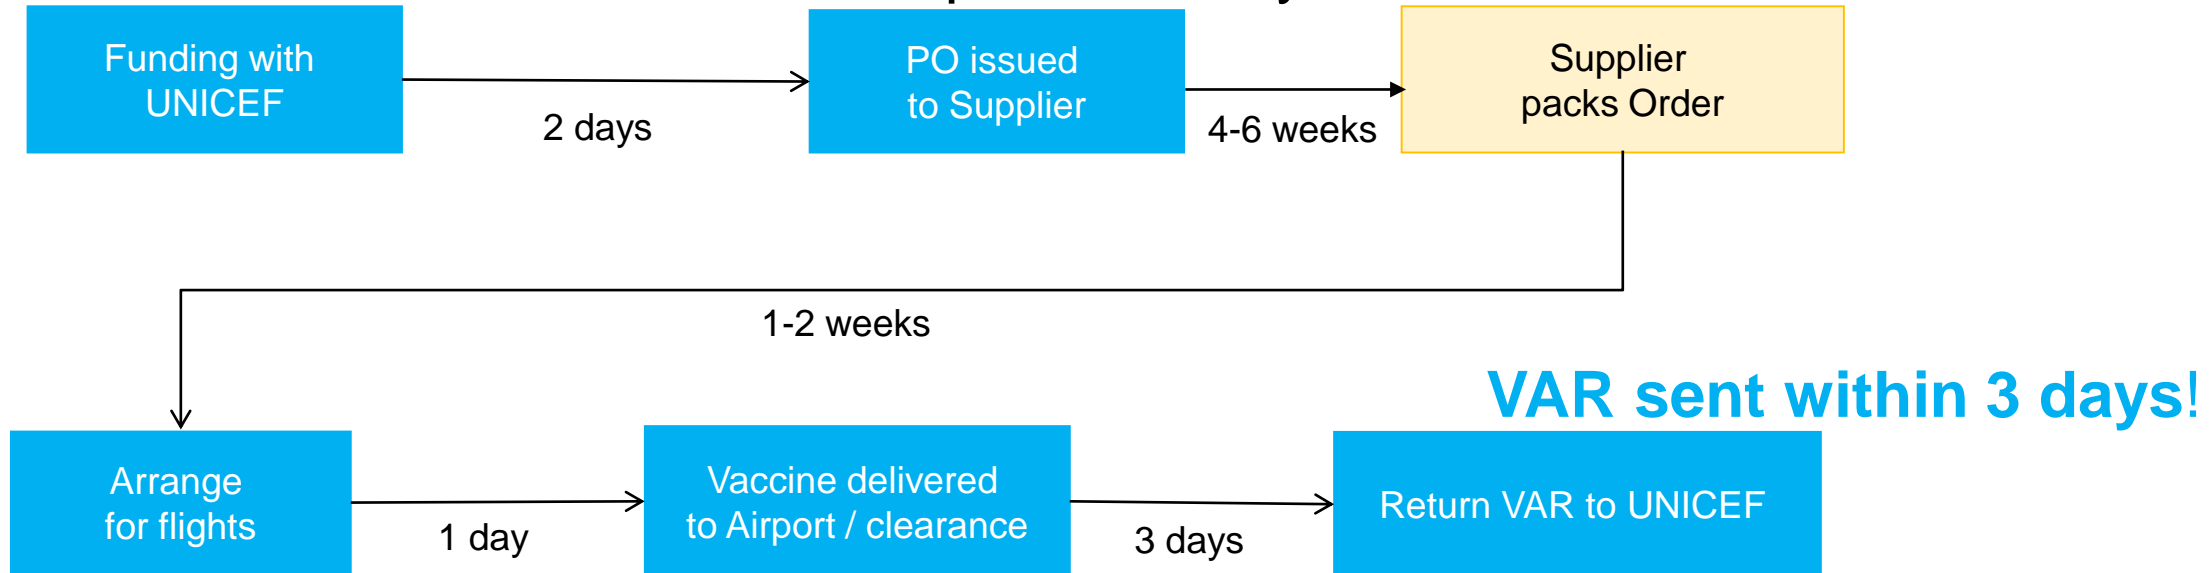 Funding with
UNICEF
2 days
PO issued
to Supplier
4-6 weeks
Supplier
packs Order
1-2 weeks
VAR sent within 3 days!
Arrange
for flights
1 day
Vaccine delivered
to Airport / clearance
3 days
Return VAR to UNICEF